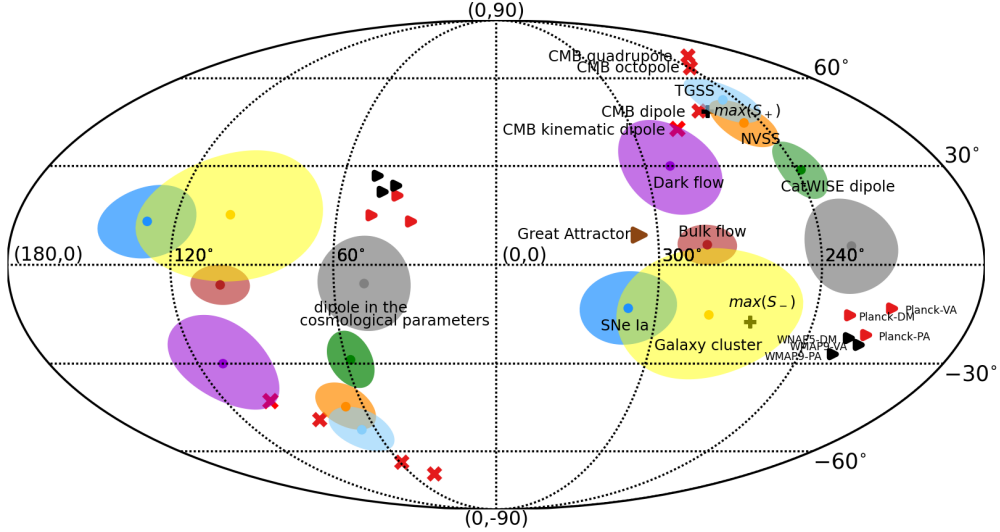 (0,90)
CMB quadrupole
CMB octopole
60°
TGSS
CMB dipole
max(S₊)
CMB kinematic dipole
NVSS
30°
Dark flow
CatWISE dipole
Great Attractor
Bulk flow
(180,0)
120°
60°
(0,0)
300°
240°
dipole in the
cosmological parameters
max(S₋)
SNe Ia
Galaxy cluster
Planck-VA
Planck-DM
Planck-PA
WMAP5-DM
WMAP9-VA
WMAP9-PA
−30°
−60°
(0,-90)